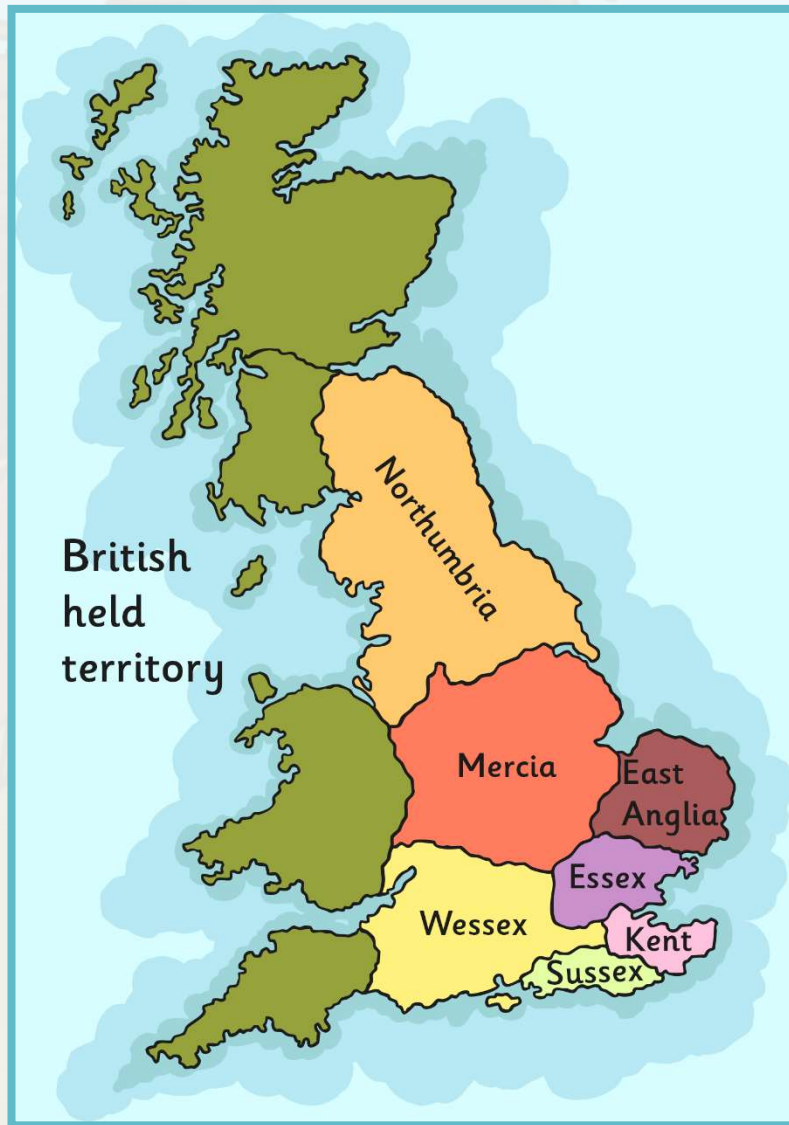 Northumbria
British
held
territory
Mercia
East
Anglia
Essex
Wessex
Kent
Sussex